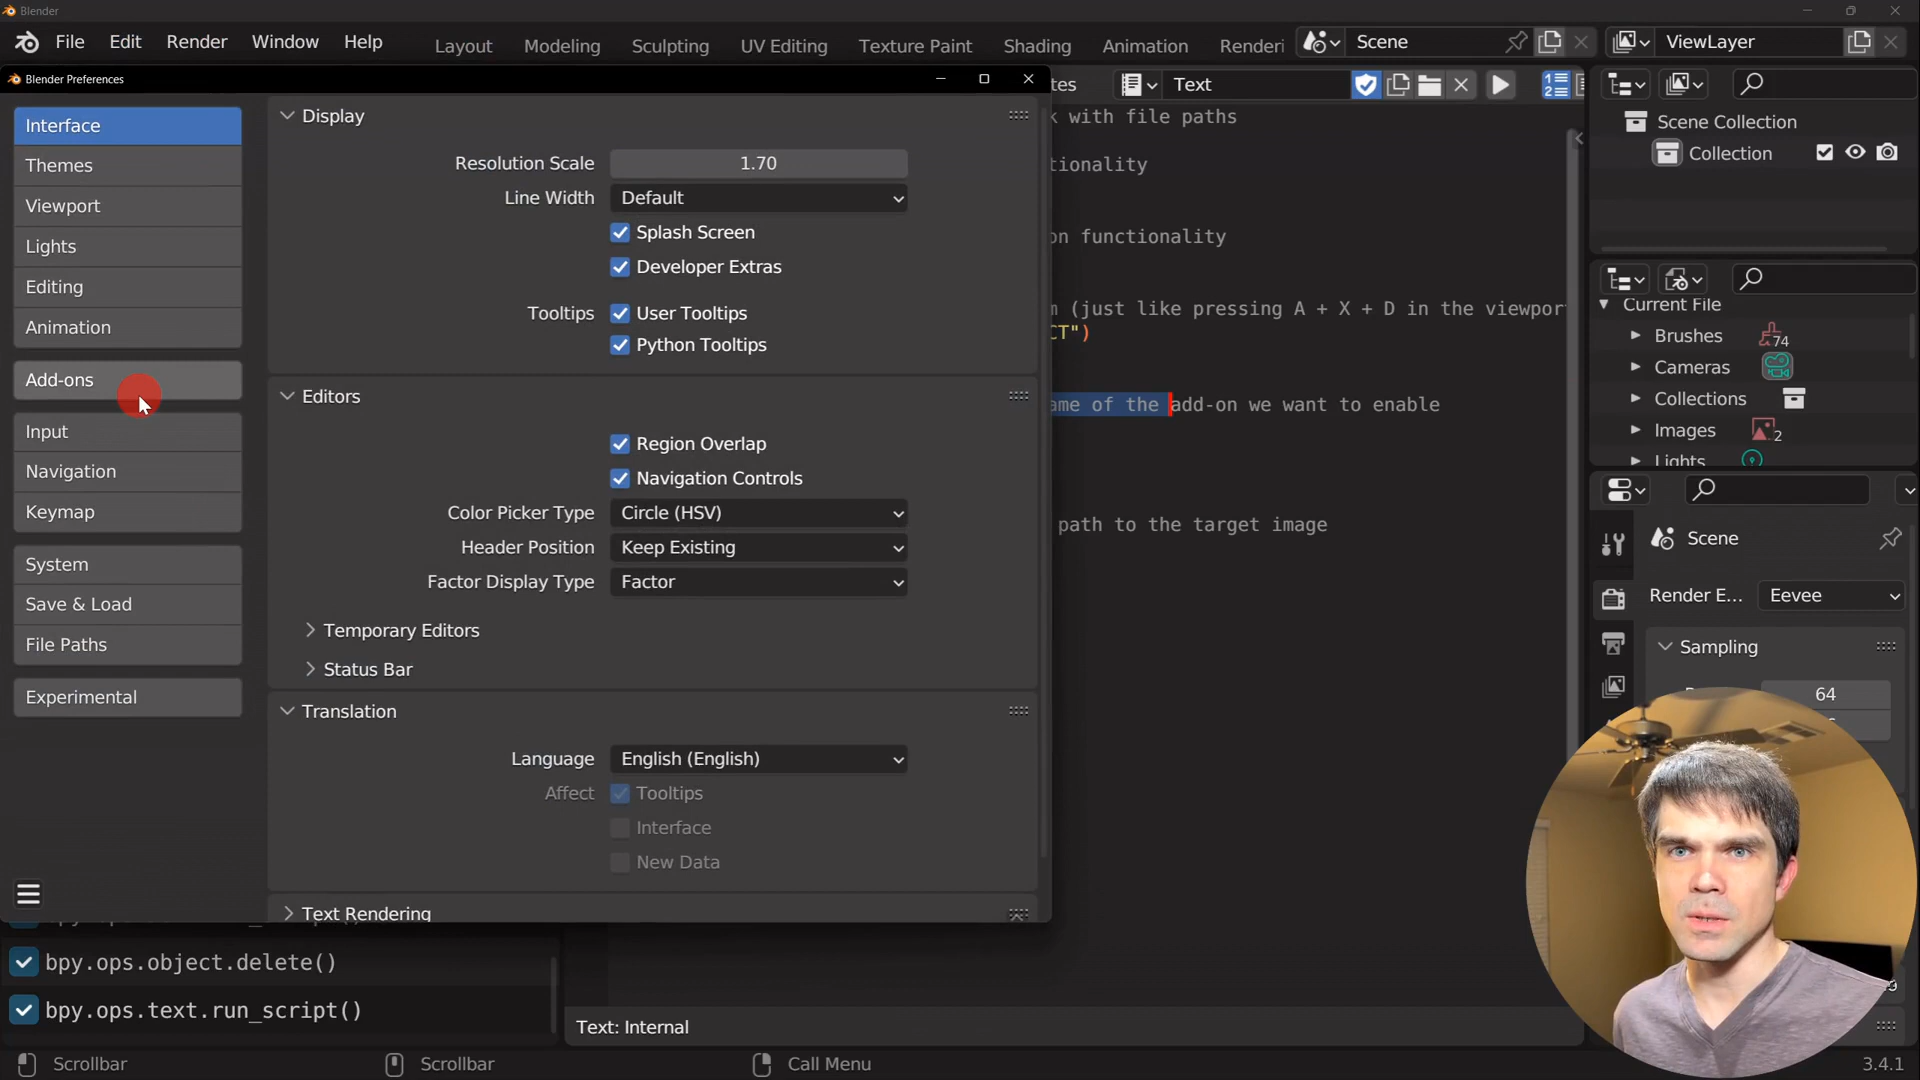 Blender
File Edit Render Window Help
Layout Modeling Sculpting UV Editing Texture Paint Shading Animation Renderi
Scene
ViewLayer
Blender Preferences
tes Text
Interface
Themes
Viewport
Lights
Editing
Animation
Add-ons
Input
Navigation
Keymap
System
Save & Load
File Paths
Experimental
Display
Resolution Scale 1.70
Line Width Default
Splash Screen
Developer Extras
Tooltips User Tooltips
Python Tooltips
Editors
Region Overlap
Navigation Controls
Color Picker Type Circle (HSV)
Header Position Keep Existing
Factor Display Type Factor
Temporary Editors
Status Bar
Translation
Language English (English)
Affect Tooltips
Interface
New Data
Text Rendering
k with file paths
tionality
on functionality
m (just like pressing A + X + D in the viewpor
CT")
ame of the add-on we want to enable
path to the target image
Scene Collection
Collection
Current File
Brushes 74
Cameras
Collections
Images 2
Lights
Scene
Render E... Eevee
Sampling
64
bpy.ops.object.delete()
bpy.ops.text.run_script()
Text: Internal
Scrollbar Scrollbar Call Menu 3.4.1